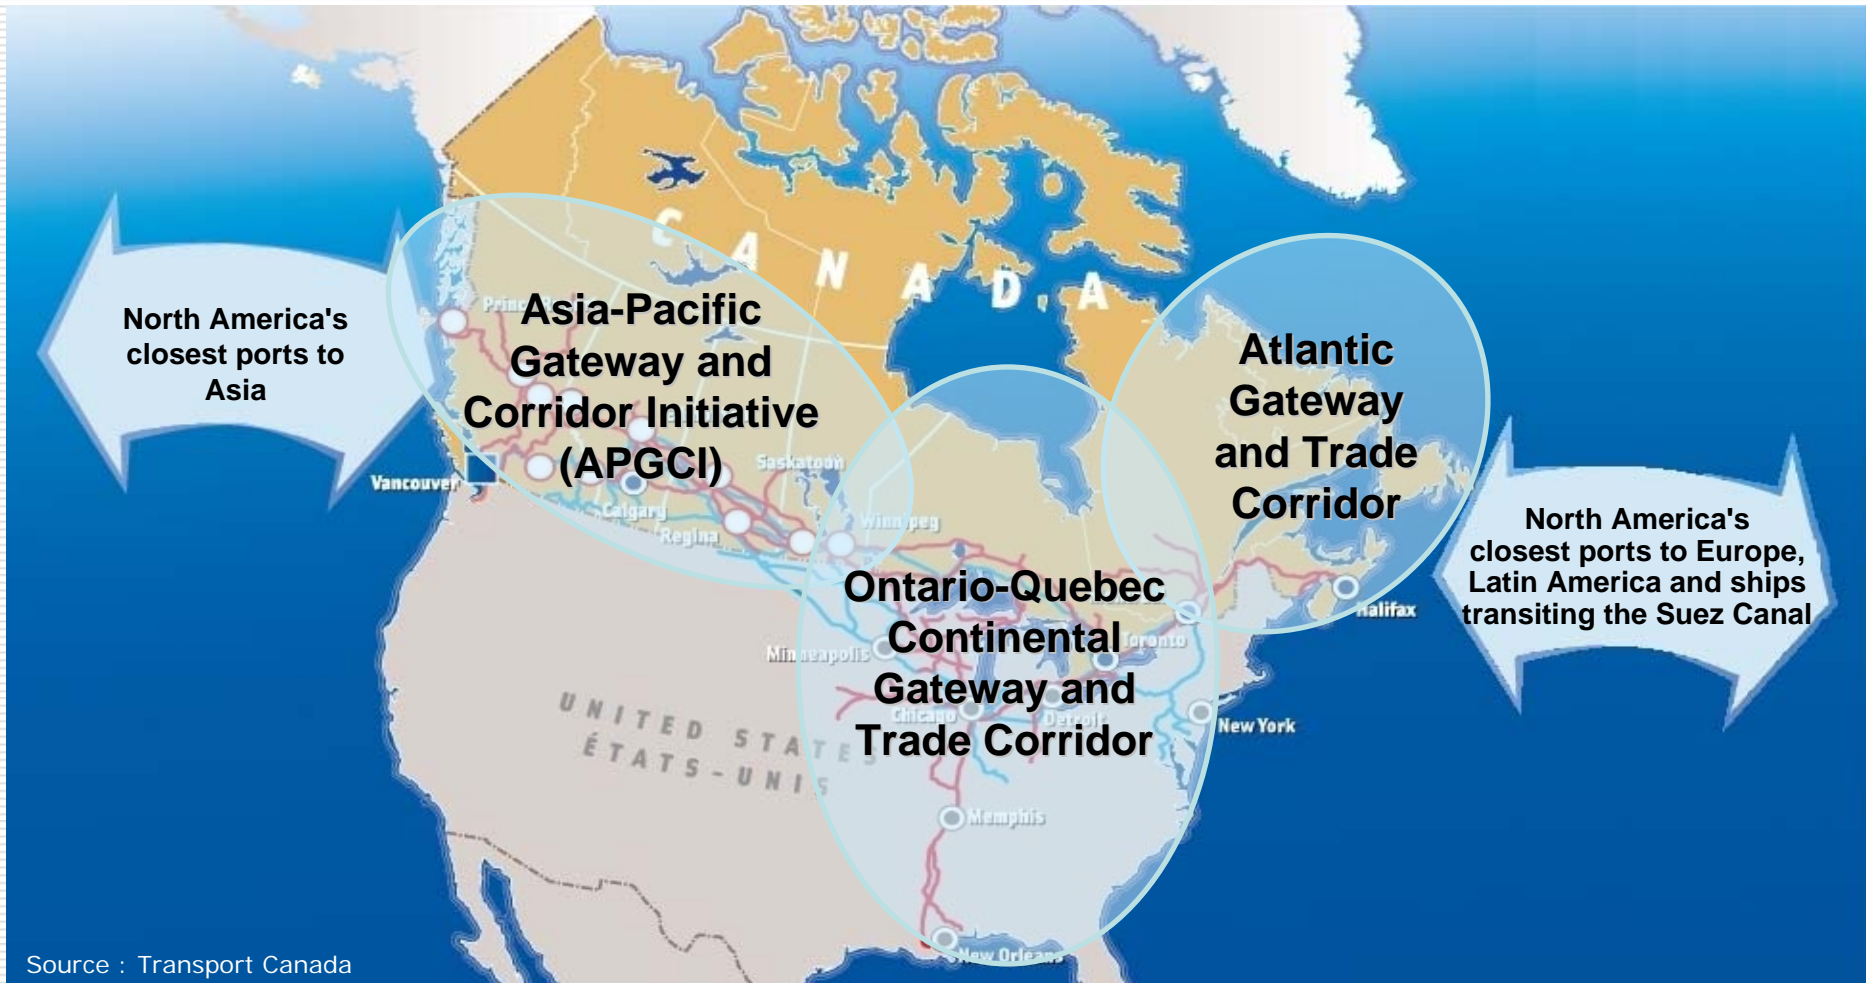 C A N A D A
North America's
closest ports to
Asia
Asia-Pacific
Gateway and
Corridor Initiative
(APGCI)
Atlantic
Gateway
and Trade
Corridor
North America's
closest ports to Europe,
Latin America and ships
transiting the Suez Canal
Vancouver
Saskatoon
Calgary
Regina
Winnipeg
Ontario-Quebec
Continental
Gateway and
Trade Corridor
Halifax
Toronto
Minneapolis
Chicago
Detroit
New York
UNITED STATES
ÉTATS-UNIS
Memphis
New Orleans
Source : Transport Canada